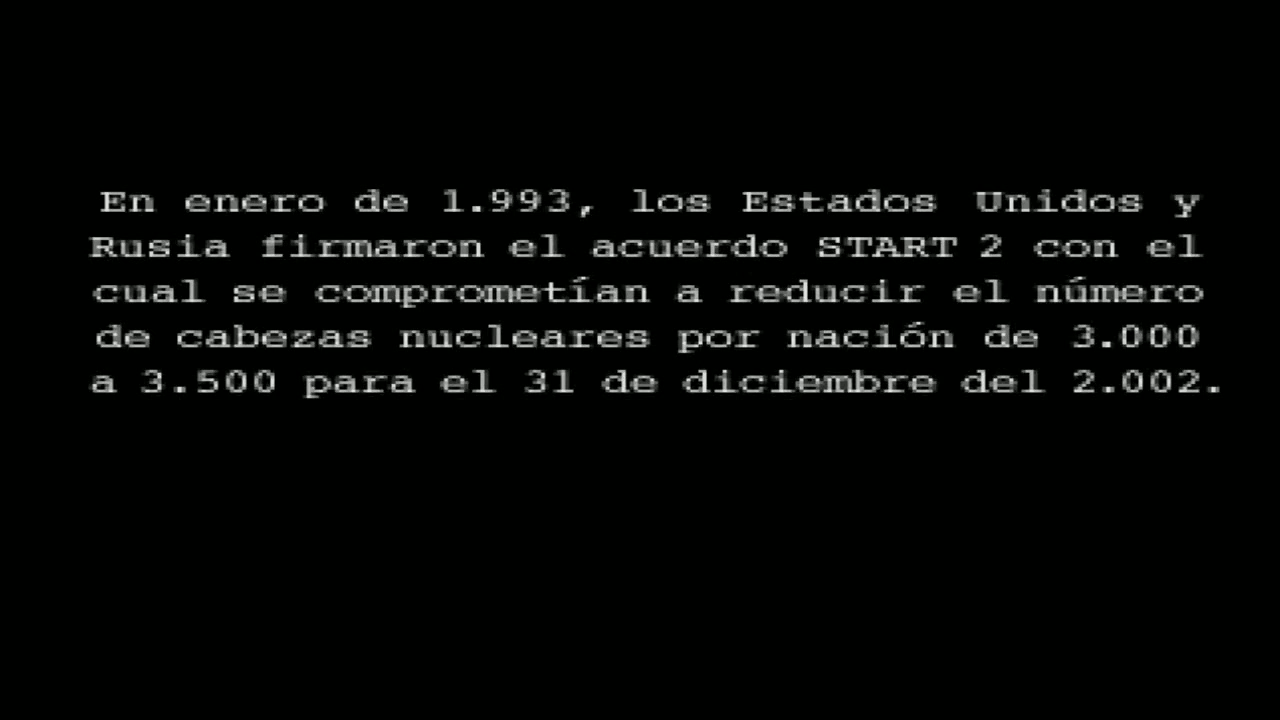 En enero de 1.993, los Estados Unidos y
Rusia firmaron el acuerdo START 2 con el
cual se comprometían a reducir el número
de cabezas nucleares por nación de 3.000
a 3.500 para el 31 de diciembre del 2.002.